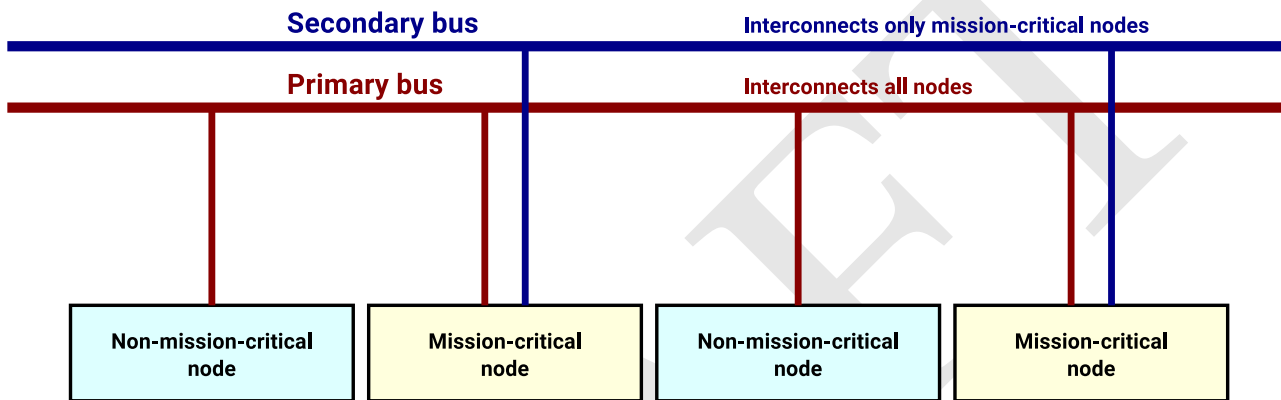 Secondary bus
Interconnects only mission-critical nodes
Primary bus
Interconnects all nodes
Non-mission-critical
node
Mission-critical
node
Non-mission-critical
node
Mission-critical
node